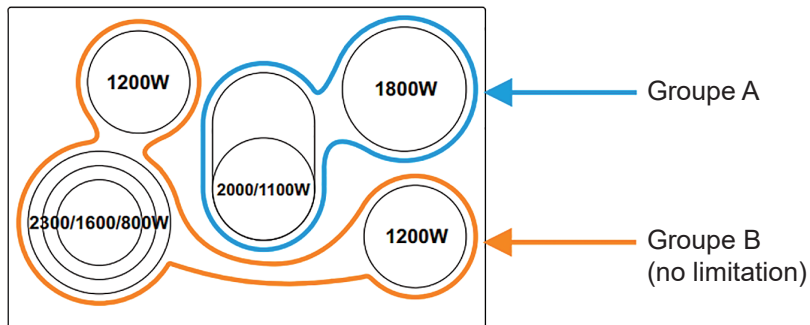 1200W
1800W
Groupe A
2000/1100W
2300/1600/800W
1200W
Groupe B
(no limitation)